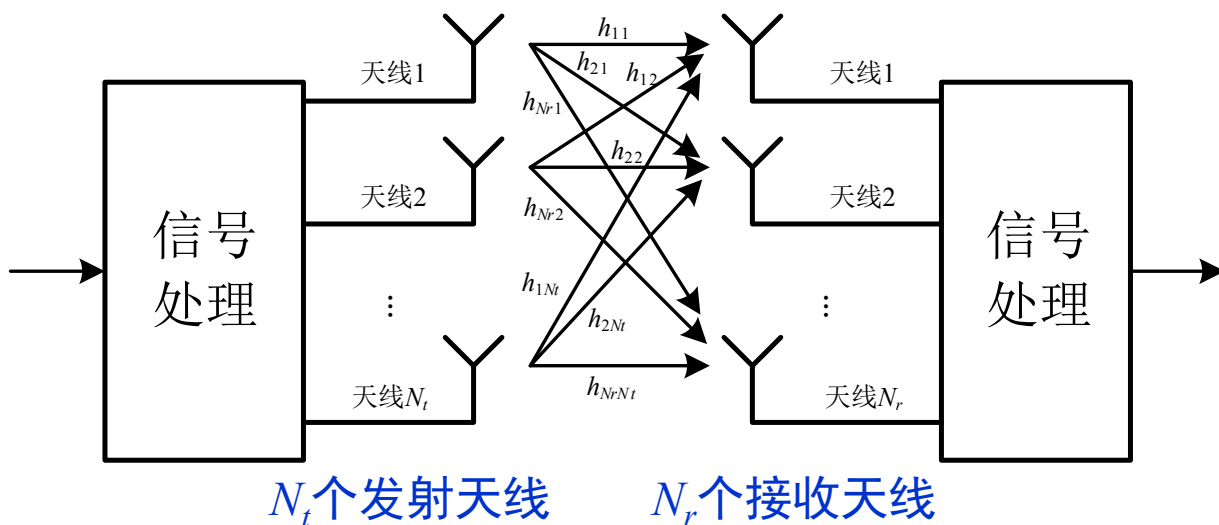 h11
天线1
h21
h12
天线1
hNr1
h22
天线2
天线2
信号
处理
hNr2
信号
处理
h1Nt
⋮
⋮
h2Nt
天线Nt
hNrNt
天线Nr
Nt个发射天线
Nr个接收天线